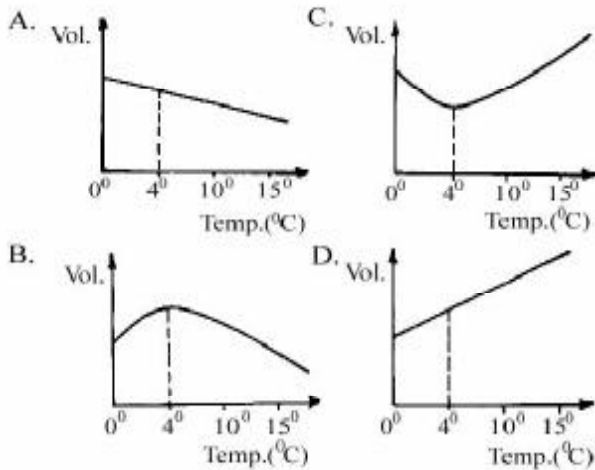 A.
Vol.
0⁰ 4⁰ 10⁰ 15⁰
Temp.(⁰C)
C.
Vol.
0⁰ 4⁰ 10⁰ 15⁰
Temp.(⁰C)
B.
Vol.
0⁰ 4⁰ 10⁰ 15⁰
Temp.(⁰C)
D.
Vol.
0⁰ 4⁰ 10⁰ 15⁰
Temp.(⁰C)